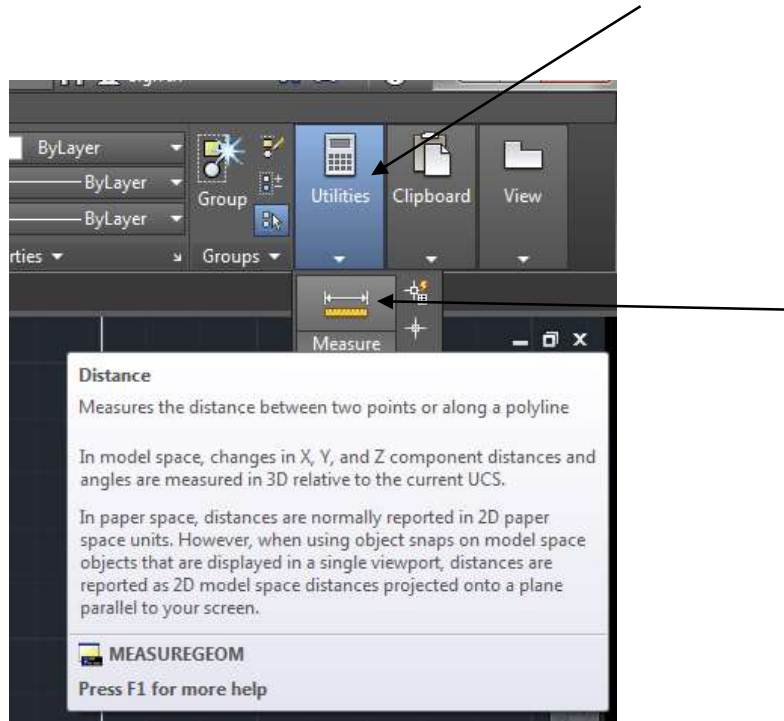 ByLayer
ByLayer
ByLayer
Group
Utilities
Clipboard
View
rties
Groups
Measure
Distance
Measures the distance between two points or along a polyline
In model space, changes in X, Y, and Z component distances and
angles are measured in 3D relative to the current UCS.
In paper space, distances are normally reported in 2D paper
space units. However, when using object snaps on model space
objects that are displayed in a single viewport, distances are
reported as 2D model space distances projected onto a plane
parallel to your screen.
MEASUREGEOM
Press F1 for more help